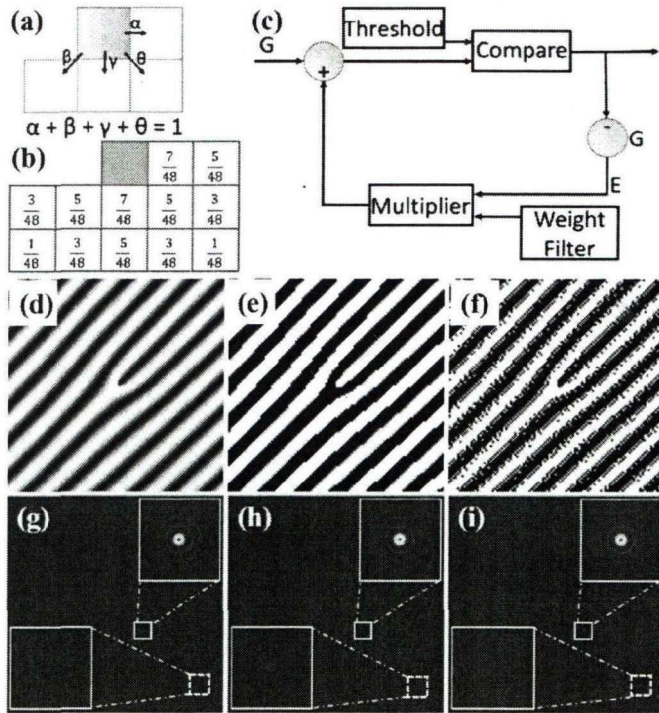 (a)
α
β
γ
θ
α + β + γ + θ = 1
(b)
7/48 5/48
3/48 5/48 7/48 5/48 3/48
1/48 3/48 5/48 3/48 1/48
(c)
G
Threshold
+
Compare
-
G
E
Multiplier
Weight
Filter
(d)
(e)
(f)
(g)
(h)
(i)